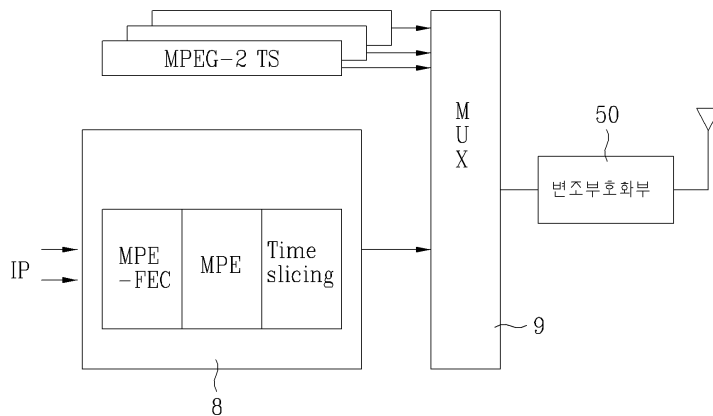 MPEG-2 TS
M
U
X
50
변조부호화부
IP
MPE
-FEC
MPE
Time
slicing
9
8